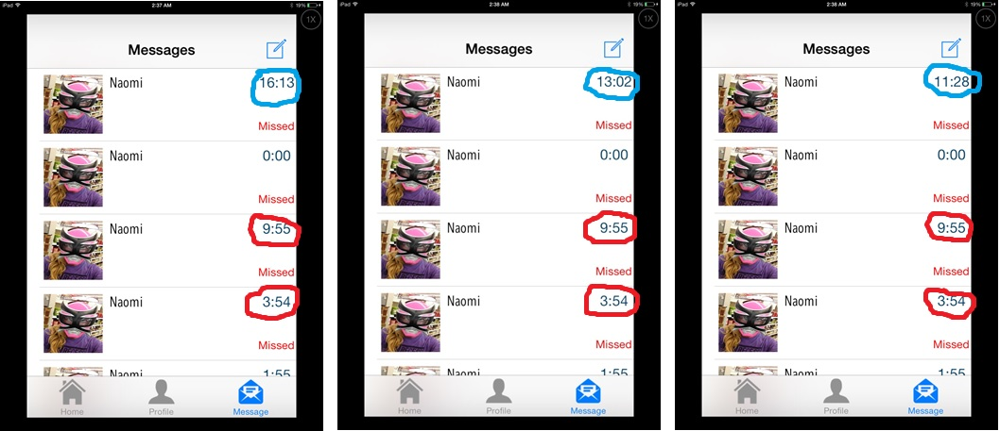 iPad 2:37 AM 19%
1X
Messages
Naomi 16:13
Missed
Naomi 0:00
Missed
Naomi 9:55
Missed
Naomi 3:54
Missed
Naomi 1:55
Home Profile Message
iPad 2:38 AM 19%
1X
Messages
Naomi 13:02
Missed
Naomi 0:00
Missed
Naomi 9:55
Missed
Naomi 3:54
Missed
Naomi 1:55
Home Profile Message
iPad 2:38 AM 19%
1X
Messages
Naomi 11:28
Missed
Naomi 0:00
Missed
Naomi 9:55
Missed
Naomi 3:54
Missed
Naomi 1:55
Home Profile Message